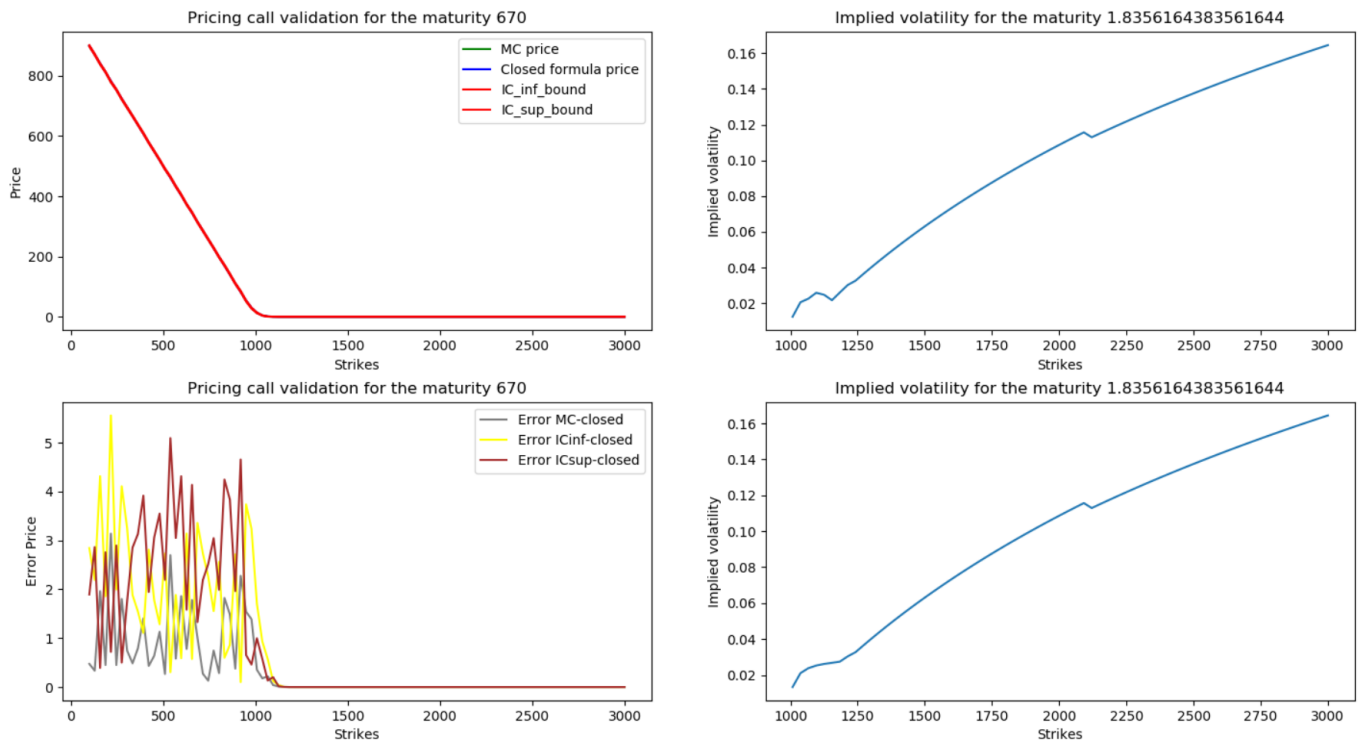 Pricing call validation for the maturity 670
MC price
Closed formula price
IC_inf_bound
IC_sup_bound
Price
800
600
400
200
0
0 500 1000 1500 2000 2500 3000
Strikes
Implied volatility for the maturity 1.8356164383561644
Implied volatility
0.16
0.14
0.12
0.10
0.08
0.06
0.04
0.02
1000 1250 1500 1750 2000 2250 2500 2750 3000
Strikes
Pricing call validation for the maturity 670
Error MC-closed
Error ICinf-closed
Error ICsup-closed
Error Price
5
4
3
2
1
0
0 500 1000 1500 2000 2500 3000
Strikes
Implied volatility for the maturity 1.8356164383561644
Implied volatility
0.16
0.14
0.12
0.10
0.08
0.06
0.04
0.02
1000 1250 1500 1750 2000 2250 2500 2750 3000
Strikes